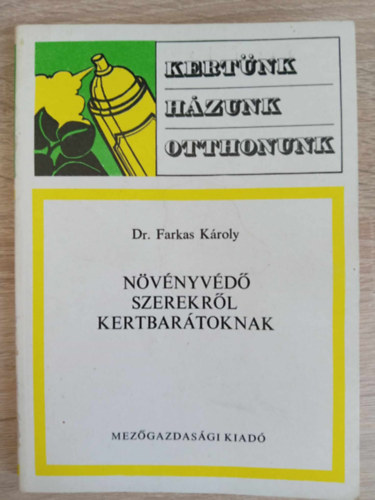 KERTÜNK
HÁZUNK
OTTHONUNK
Dr. Farkas Károly
NÖVÉNYVÉDŐ
SZEREKRŐL
KERTBARÁTOKNAK
MEZŐGAZDASÁGI KIADÓ